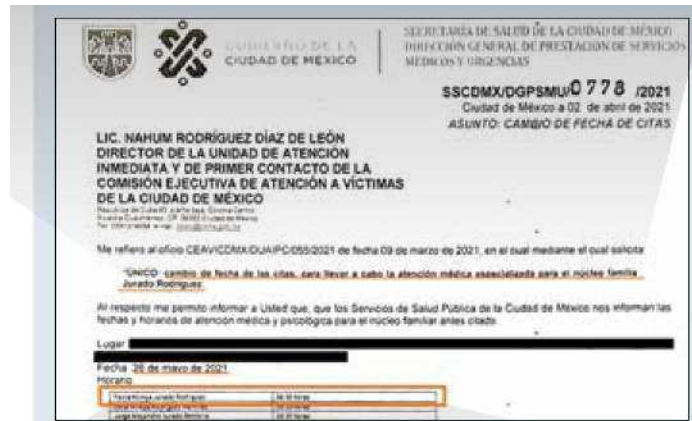 GOBIERNO DE LA
CIUDAD DE MÉXICO
SECRETARÍA DE SALUD DE LA CIUDAD DE MÉXICO
DIRECCIÓN GENERAL DE PRESTACIÓN DE SERVICIOS
MÉDICOS Y URGENCIAS
SSCDMX/DGPSMU/0778 /2021
Ciudad de México a 02 de abril de 2021
ASUNTO: CAMBIO DE FECHA DE CITAS
LIC. NAHUM RODRÍGUEZ DÍAZ DE LEÓN
DIRECTOR DE LA UNIDAD DE ATENCIÓN
INMEDIATA Y DE PRIMER CONTACTO DE LA
COMISIÓN EJECUTIVA DE ATENCIÓN A VÍCTIMAS
DE LA CIUDAD DE MÉXICO
Me refiero al oficio CEAVICDMX/DUAIPC/055/2021 de fecha 09 de marzo de 2021, en el cual mediante el cual solicita:
"ÚNICO: cambio de fecha de las citas, para llevar a cabo la atención médica especializada para el núcleo familia
Jurado Rodríguez.
Al respecto me permito informar a Usted que, que los Servicios de Salud Pública de la Ciudad de México nos informan las
fechas y horarios de atención médica y psicológica para el núcleo familiar antes citado.
Lugar
Fecha 26 de mayo de 2021
Horario